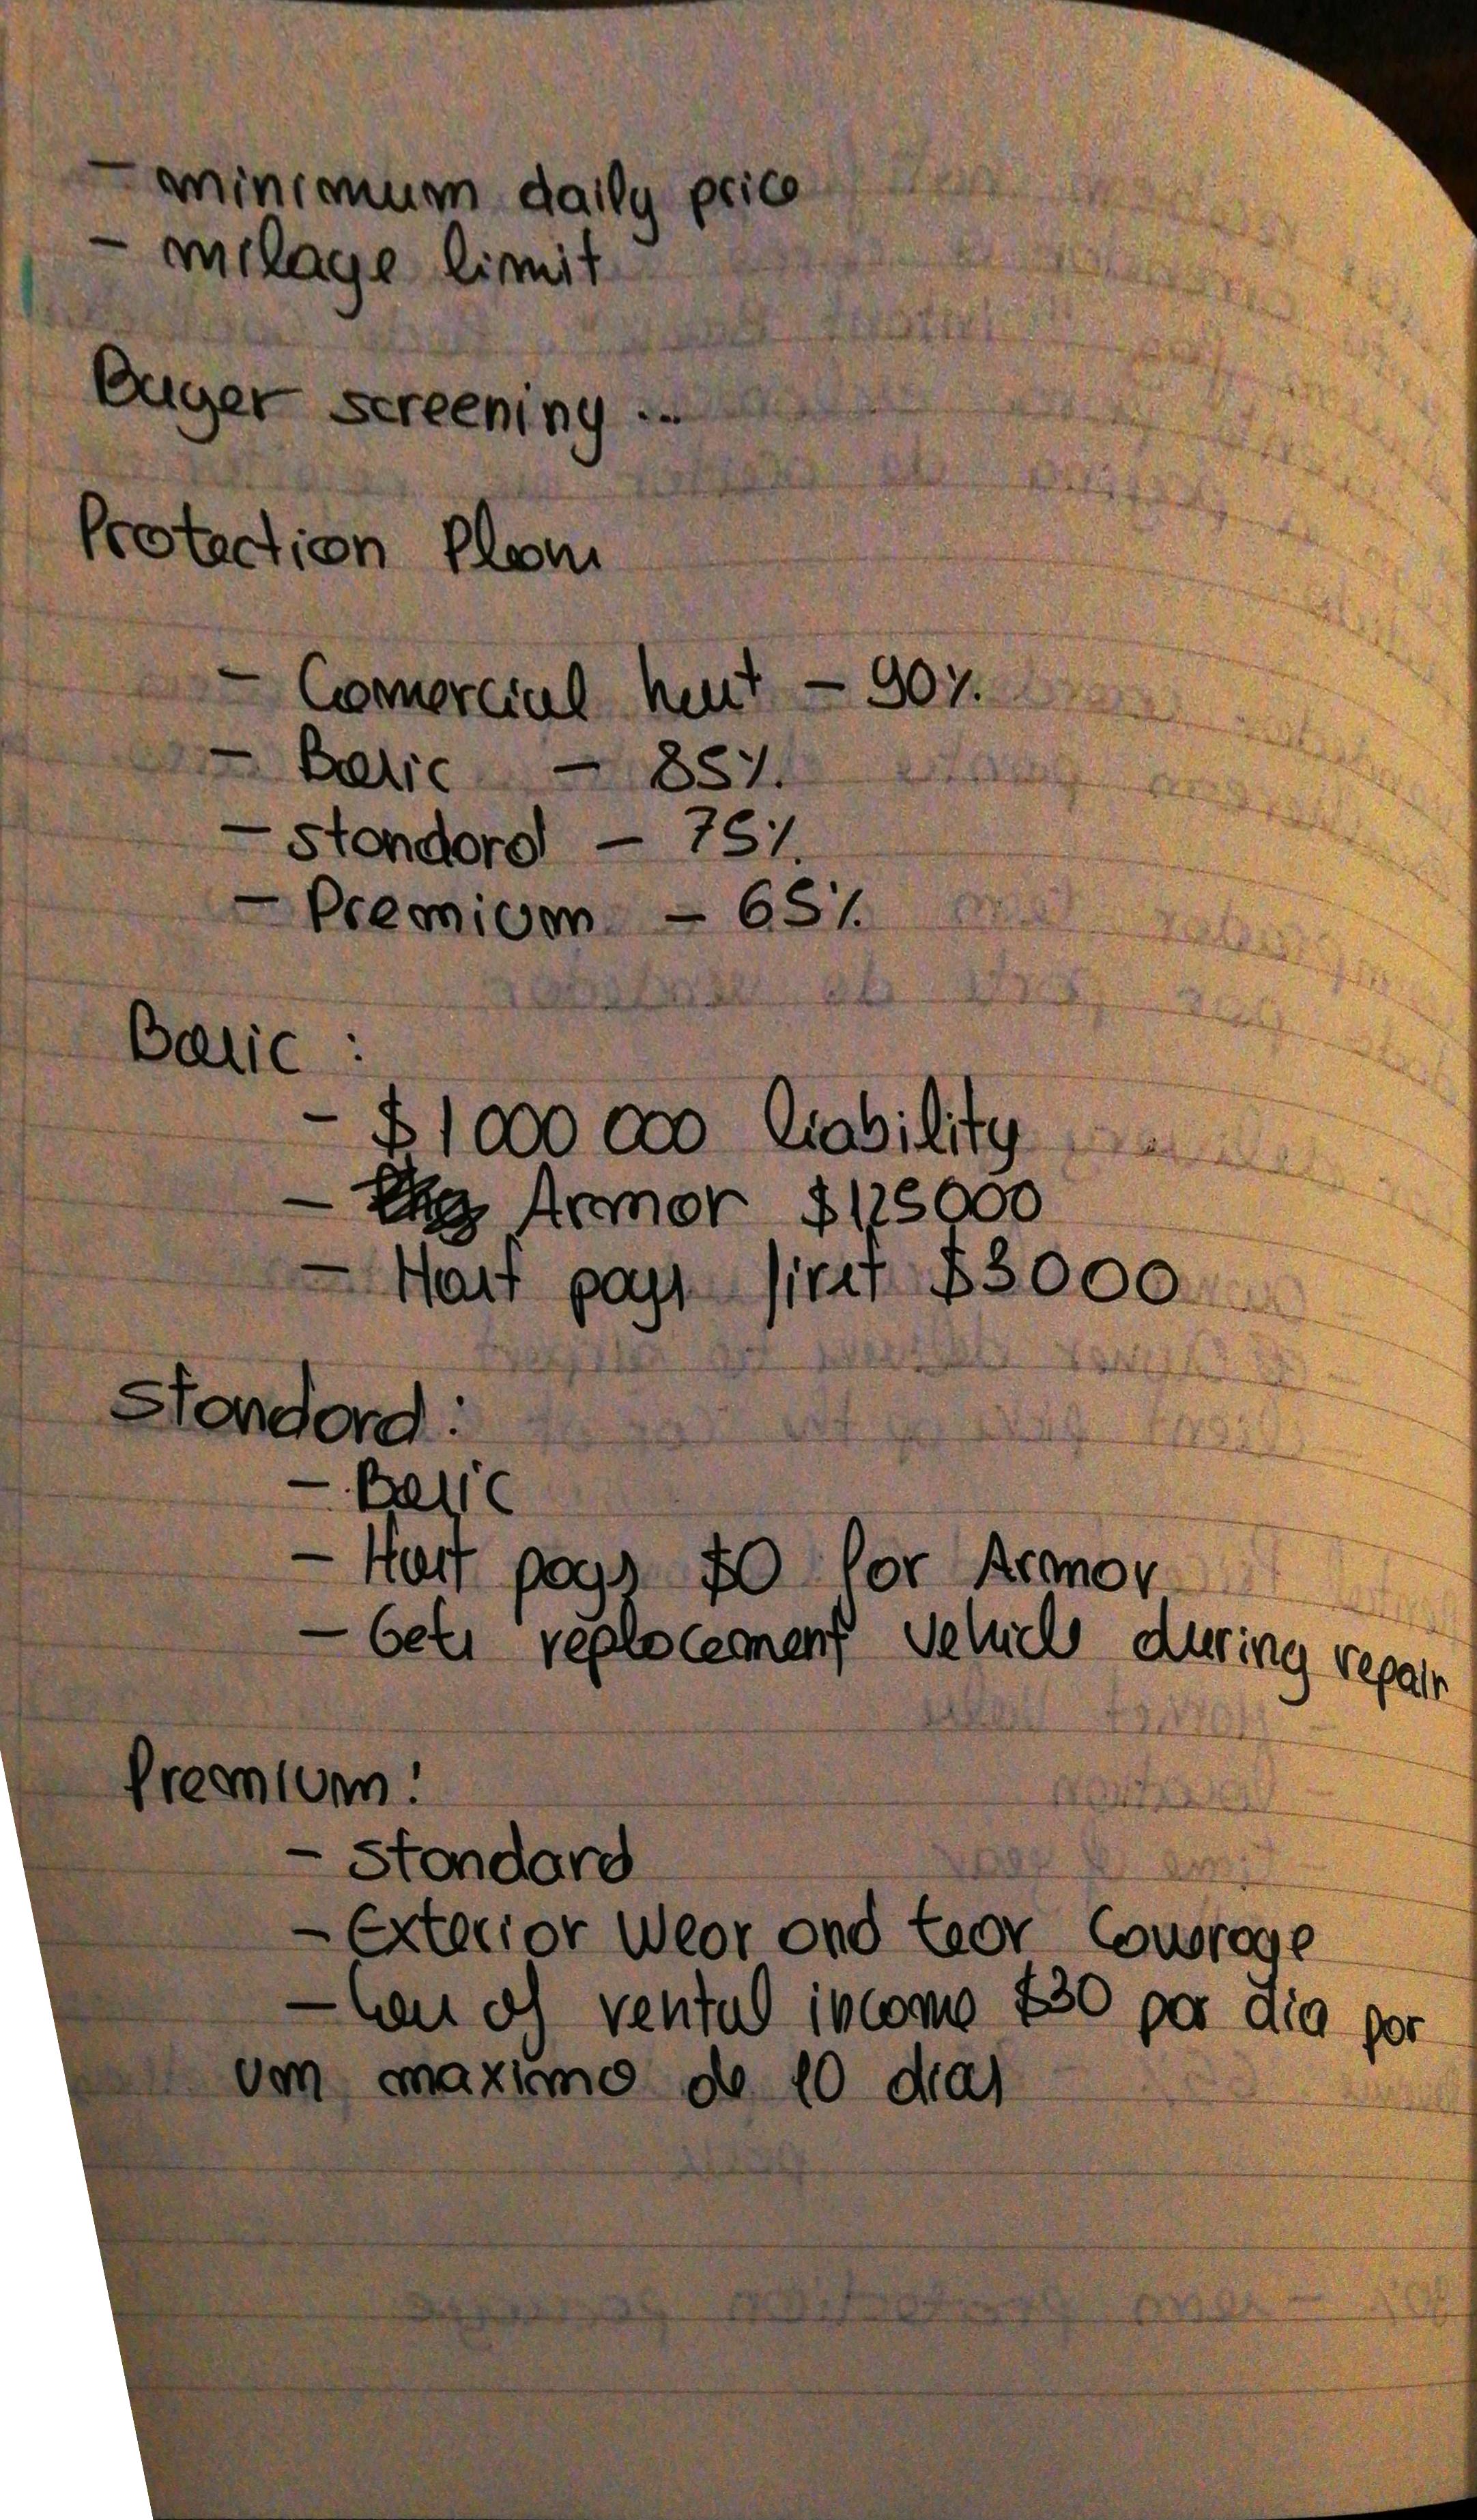 - minimum daily price
- milage limit
Buyer screening ...
Protection Plan
- Comercial host - 90%
- Basic - 85%
- standard - 75%
- Premium - 65%
Basic :
- $1 000 000 liability
- Armor $125000
- Host pays first $3000
Standard :
- Basic
- Host pays $0 for Armor
- Gets replacement vehicle during repair
Premium :
- Standard
- Exterior Wear and tear Coverage
- Loss of rental income $30 por dia por
um maximo de 10 dias